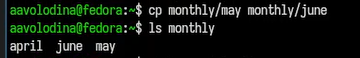 aavolodina@fedora:~$ cp monthly/may monthly/june
aavolodina@fedora:~$ ls monthly
april  june  may